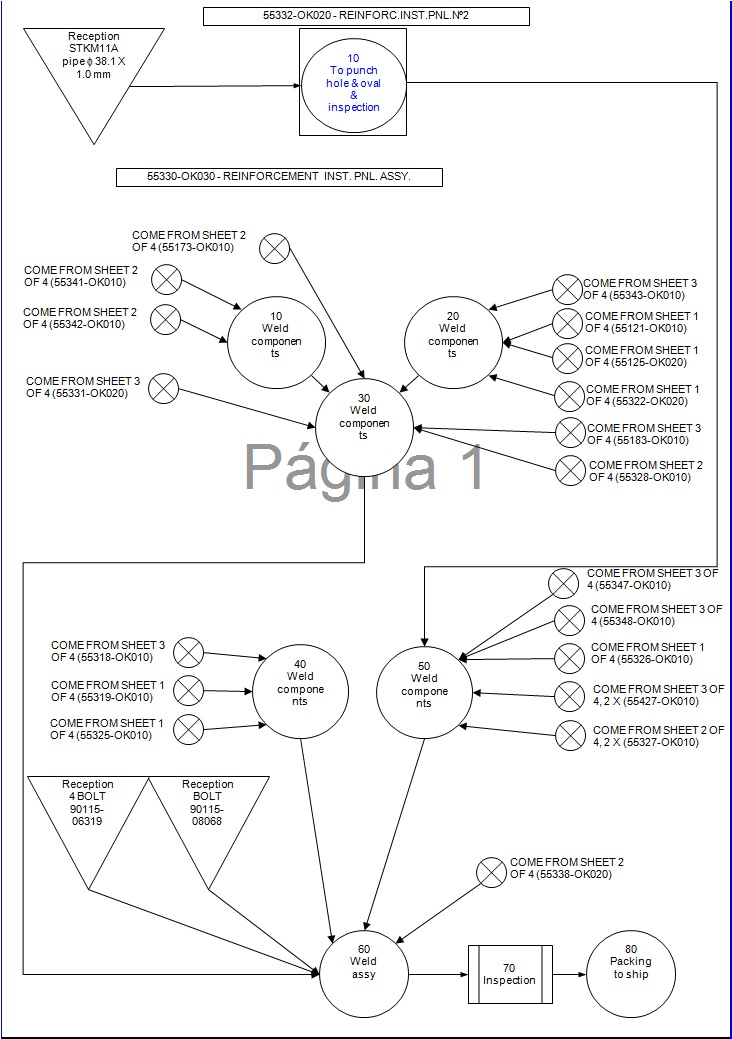 55332-OK020 - REINFORC.INST.PNL.Nº2
Reception
STKM11A
pipe ϕ 38.1 X
1.0 mm
10
To punch
hole & oval
&
inspection
55330-OK030 - REINFORCEMENT INST. PNL. ASSY.
COME FROM SHEET 2
OF 4 (55173-OK010)
COME FROM SHEET 2
OF 4 (55341-OK010)
COME FROM SHEET 2
OF 4 (55342-OK010)
COME FROM SHEET 3
OF 4 (55331-OK020)
10
Weld
componen
ts
20
Weld
componen
ts
30
Weld
componen
ts
COME FROM SHEET 3
OF 4 (55343-OK010)
COME FROM SHEET 1
OF 4 (55121-OK010)
COME FROM SHEET 1
OF 4 (55125-OK020)
COME FROM SHEET 1
OF 4 (55322-OK020)
COME FROM SHEET 3
OF 4 (55183-OK010)
COME FROM SHEET 2
OF 4 (55328-OK010)
Página 1
COME FROM SHEET 3 OF
4 (55347-OK010)
COME FROM SHEET 3 OF
4 (55348-OK010)
COME FROM SHEET 1
OF 4 (55326-OK010)
COME FROM SHEET 3 OF
4, 2 X (55427-OK010)
COME FROM SHEET 2 OF
4, 2 X (55327-OK010)
COME FROM SHEET 3
OF 4 (55318-OK010)
COME FROM SHEET 1
OF 4 (55319-OK010)
COME FROM SHEET 1
OF 4 (55325-OK010)
40
Weld
compone
nts
50
Weld
compone
nts
Reception
4 BOLT
90115-
06319
Reception
BOLT
90115-
08068
COME FROM SHEET 2
OF 4 (55338-OK020)
60
Weld
assy
70
Inspection
80
Packing
to ship